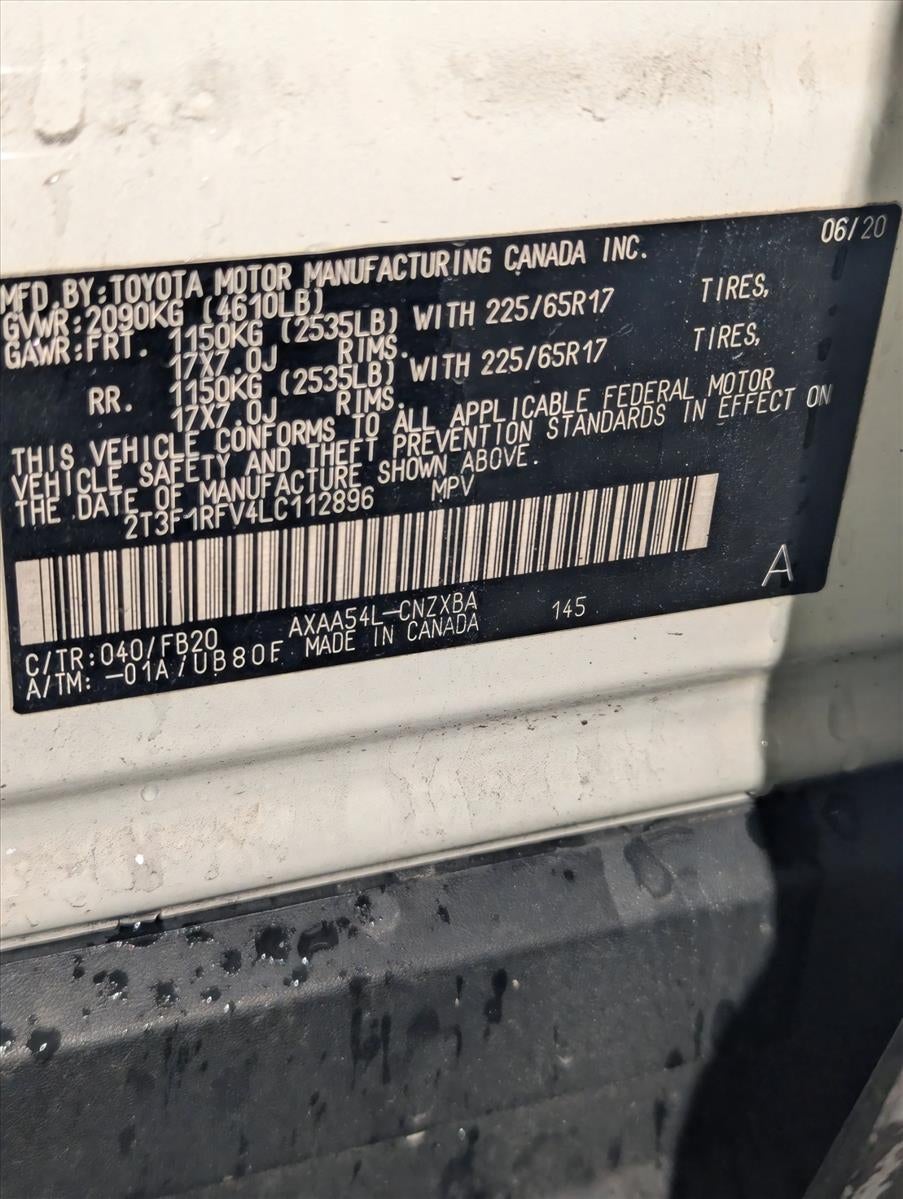 06/20
MFD.BY:TOYOTA MOTOR MANUFACTURING CANADA INC.
GVWR:2090KG (4610LB)
GAWR:FRT. 1150KG (2535LB) WITH 225/65R17 TIRES,
17X7.0J RIMS.
RR. 1150KG (2535LB) WITH 225/65R17 TIRES,
17X7.0J RIMS.
THIS VEHICLE CONFORMS TO ALL APPLICABLE FEDERAL MOTOR
VEHICLE SAFETY AND THEFT PREVENTION STANDARDS IN EFFECT ON
THE DATE OF MANUFACTURE SHOWN ABOVE.
2T3F1RFV4LC112896 MPV
A
C/TR:040/FB20 AXAA54L-CNZXBA 145
A/TM: -01A/UB80F MADE IN CANADA